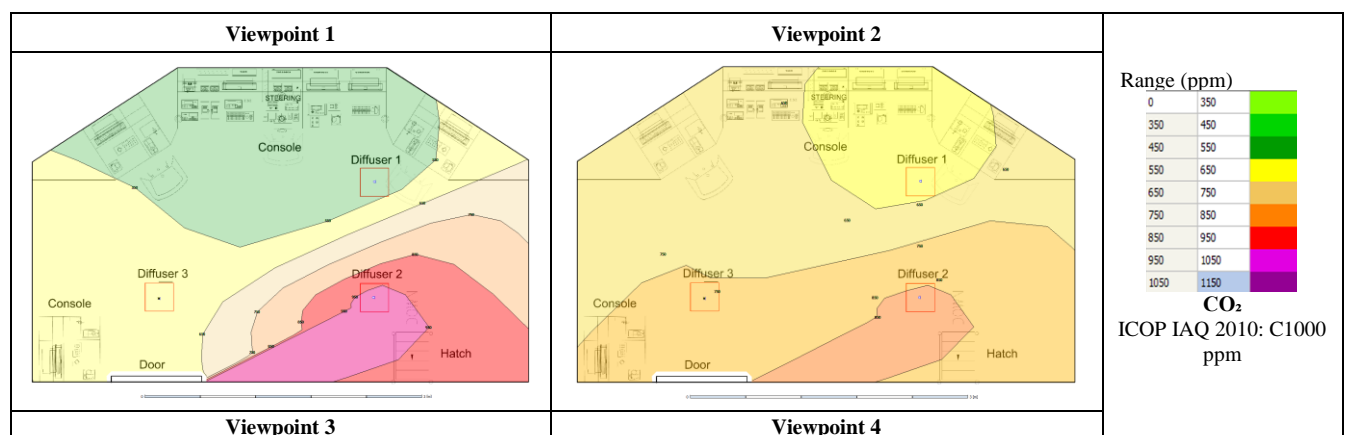 Viewpoint 1
Viewpoint 2
STEERING
Console
Diffuser 1
Diffuser 3
Diffuser 2
Console
Door
Hatch
STEERING
Console
Diffuser 1
Diffuser 3
Diffuser 2
Console
Door
Hatch
Range (ppm)
0 350
350 450
450 550
550 650
650 750
750 850
850 950
950 1050
1050 1150
CO₂
ICOP IAQ 2010: C1000
ppm
Viewpoint 3
Viewpoint 4